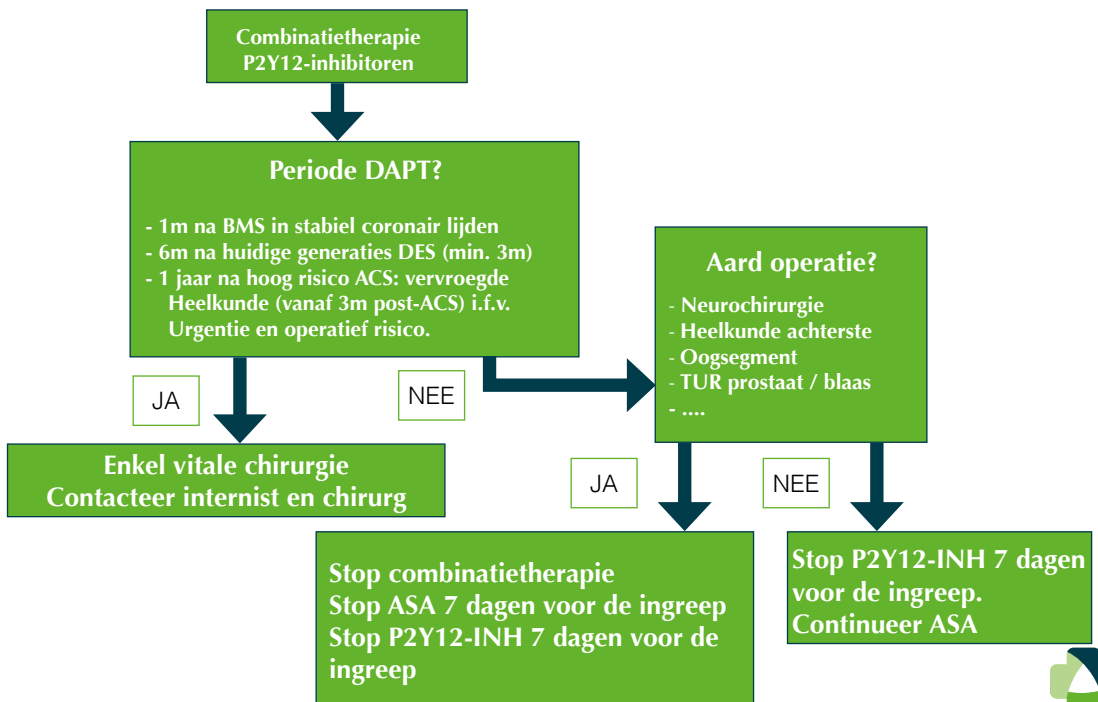 Combinatietherapie
P2Y12-inhibitoren
Periode DAPT?
- 1m na BMS in stabiel coronair lijden
- 6m na huidige generaties DES (min. 3m)
- 1 jaar na hoog risico ACS: vervroegde
Heelkunde (vanaf 3m post-ACS) i.f.v.
Urgentie en operatief risico.
JA
NEE
Enkel vitale chirurgie
Contacteer internist en chirurg
Aard operatie?
- Neurochirurgie
- Heelkunde achterste
- Oogsegment
- TUR prostaat / blaas
- ....
JA
NEE
Stop combinatietherapie
Stop ASA 7 dagen voor de ingreep
Stop P2Y12-INH 7 dagen voor de
ingreep
Stop P2Y12-INH 7 dagen
voor de ingreep.
Continueer ASA